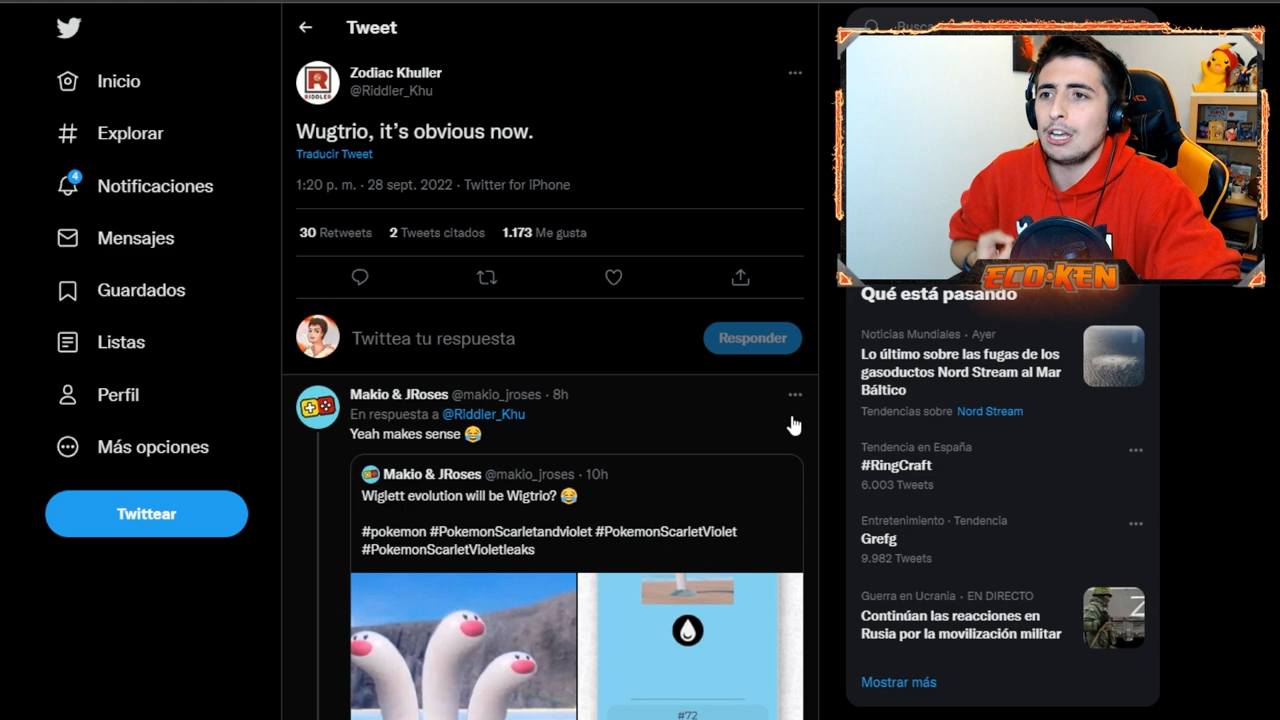 Tweet
Busca
Inicio
Explorar
4
Notificaciones
Mensajes
Guardados
Listas
Perfil
Más opciones
Twittear
R
RIDDLER
Zodiac Khuller
@Riddler_Khu
Wugtrio, it's obvious now.
Traducir Tweet
1:20 p. m. · 28 sept. 2022 · Twitter for iPhone
30 Retweets 2 Tweets citados 1.173 Me gusta
Twittea tu respuesta
Responder
Makio & JRoses @makio_jroses · 8h
En respuesta a @Riddler_Khu
Yeah makes sense 😂
Makio & JRoses @makio_jroses · 10h
Wiglett evolution will be Wigtrio? 😂
#pokemon #PokemonScarletandviolet #PokemonScarletViolet
#PokemonScarletVioletleaks
#72
ECO·KEN
Qué está pasando
Noticias Mundiales · Ayer
Lo último sobre las fugas de los
gasoductos Nord Stream al Mar
Báltico
Tendencias sobre Nord Stream
Tendencia en España
#RingCraft
6.003 Tweets
Entretenimiento · Tendencia
Grefg
9.982 Tweets
Guerra en Ucrania · EN DIRECTO
Continúan las reacciones en
Rusia por la movilización militar
Mostrar más